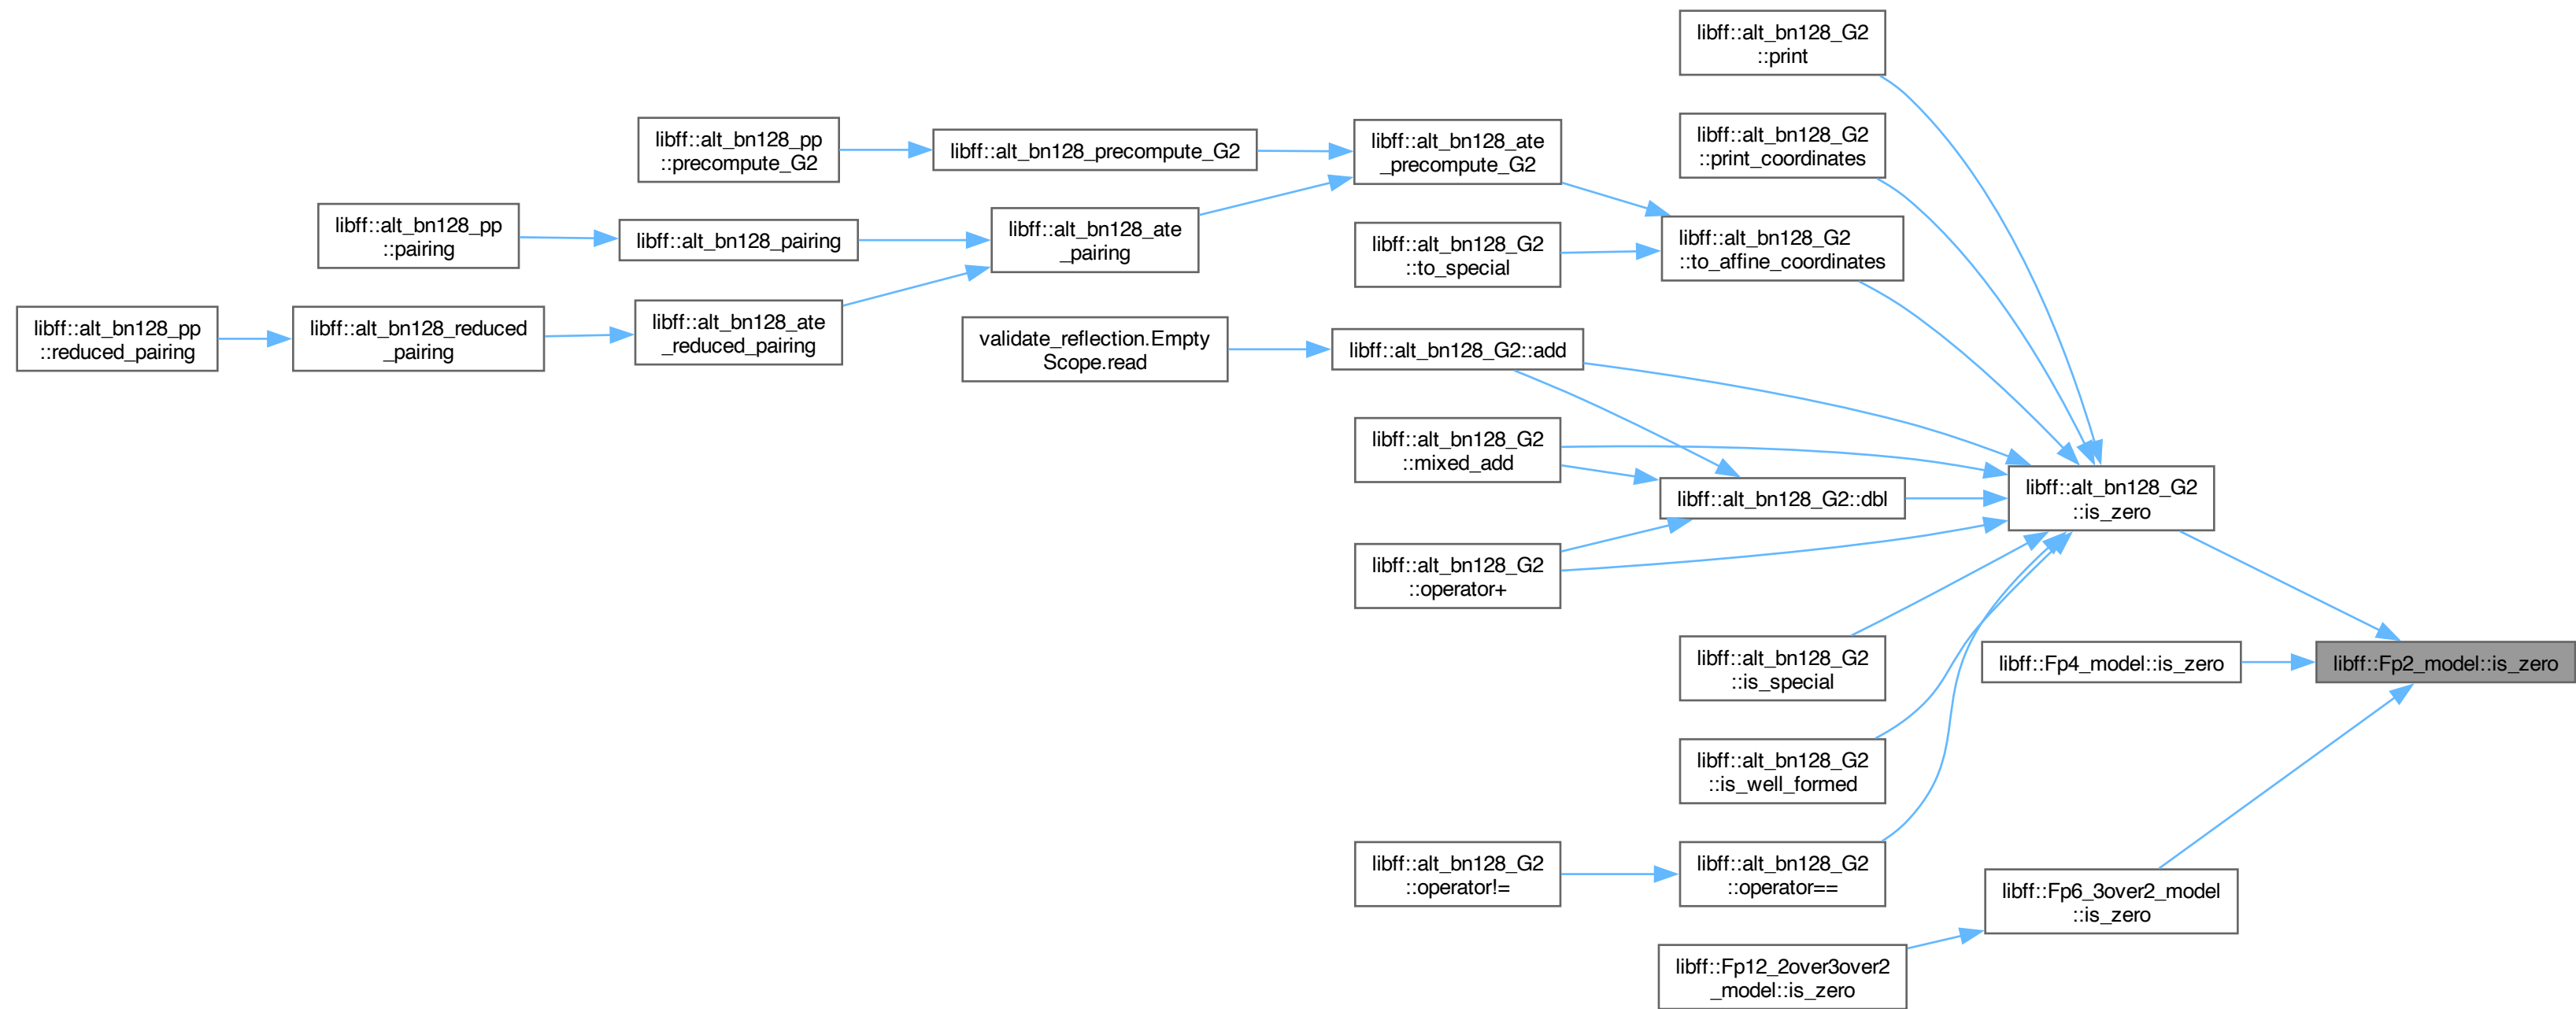 libff::alt_bn128_G2
::print
libff::alt_bn128_pp
::precompute_G2
libff::alt_bn128_precompute_G2
libff::alt_bn128_ate
_precompute_G2
libff::alt_bn128_G2
::print_coordinates
libff::alt_bn128_pp
::pairing
libff::alt_bn128_pairing
libff::alt_bn128_ate
_pairing
libff::alt_bn128_G2
::to_special
libff::alt_bn128_G2
::to_affine_coordinates
libff::alt_bn128_pp
::reduced_pairing
libff::alt_bn128_reduced
_pairing
libff::alt_bn128_ate
_reduced_pairing
validate_reflection.Empty
Scope.read
libff::alt_bn128_G2::add
libff::alt_bn128_G2
::mixed_add
libff::alt_bn128_G2::dbl
libff::alt_bn128_G2
::is_zero
libff::alt_bn128_G2
::operator+
libff::alt_bn128_G2
::is_special
libff::Fp4_model::is_zero
libff::Fp2_model::is_zero
libff::alt_bn128_G2
::is_well_formed
libff::alt_bn128_G2
::operator!=
libff::alt_bn128_G2
::operator==
libff::Fp6_3over2_model
::is_zero
libff::Fp12_2over3over2
_model::is_zero